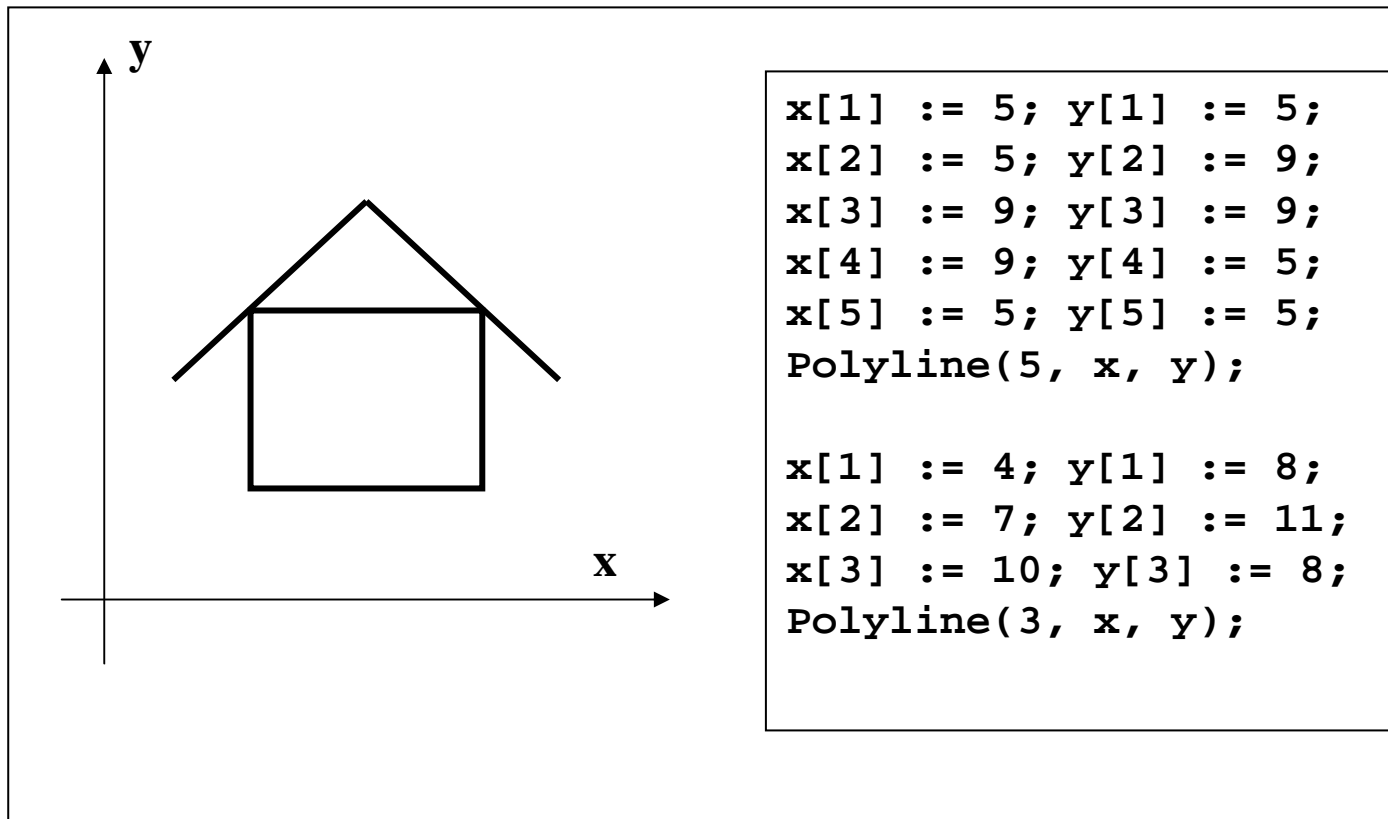 y
x
x[1] := 5; y[1] := 5;
x[2] := 5; y[2] := 9;
x[3] := 9; y[3] := 9;
x[4] := 9; y[4] := 5;
x[5] := 5; y[5] := 5;
Polyline(5, x, y);
x[1] := 4; y[1] := 8;
x[2] := 7; y[2] := 11;
x[3] := 10; y[3] := 8;
Polyline(3, x, y);